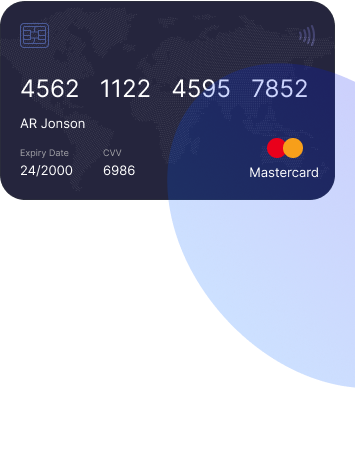 4562 1122 4595 7852
AR Jonson
Expiry Date CVV
24/2000 6986
Mastercard